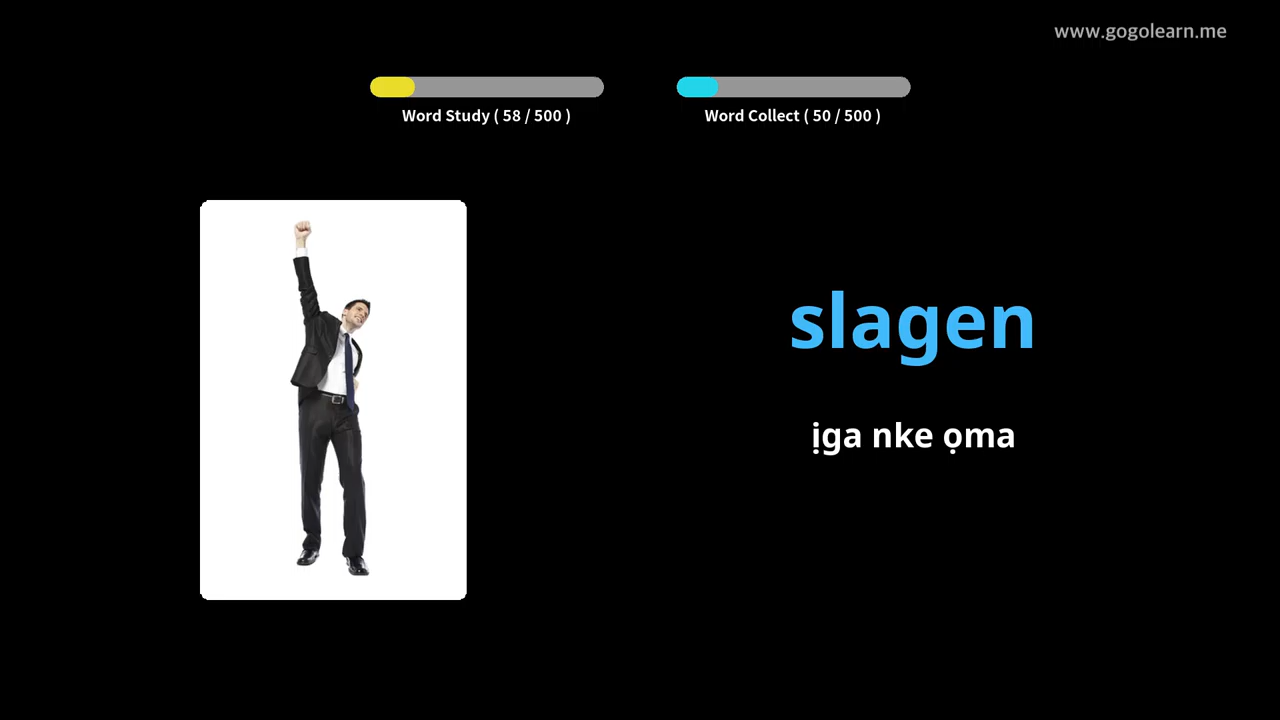 www.gogolearn.me
Word Study ( 58 / 500 )
Word Collect ( 50 / 500 )
slagen
ịga nke ọma